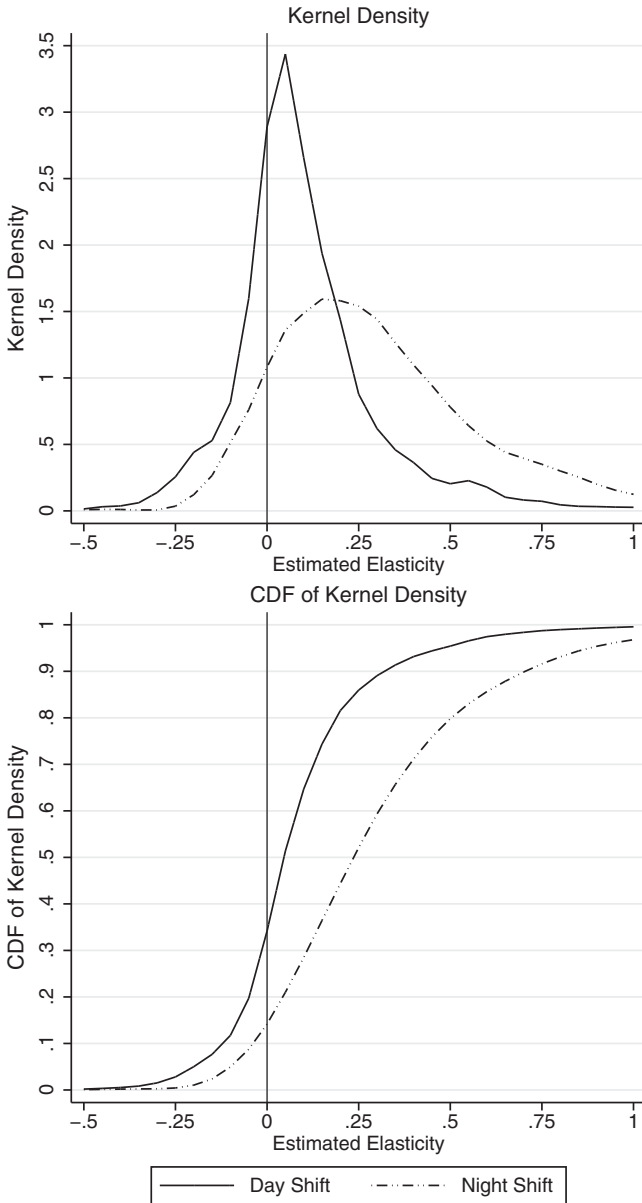 Kernel Density
Kernel Density
3.5
3
2.5
2
1.5
1
.5
0
−.5 −.25 0 .25 .5 .75 1
Estimated Elasticity
CDF of Kernel Density
CDF of Kernel Density
1
.9
.8
.7
.6
.5
.4
.3
.2
.1
0
−.5 −.25 0 .25 .5 .75 1
Estimated Elasticity
Day Shift Night Shift